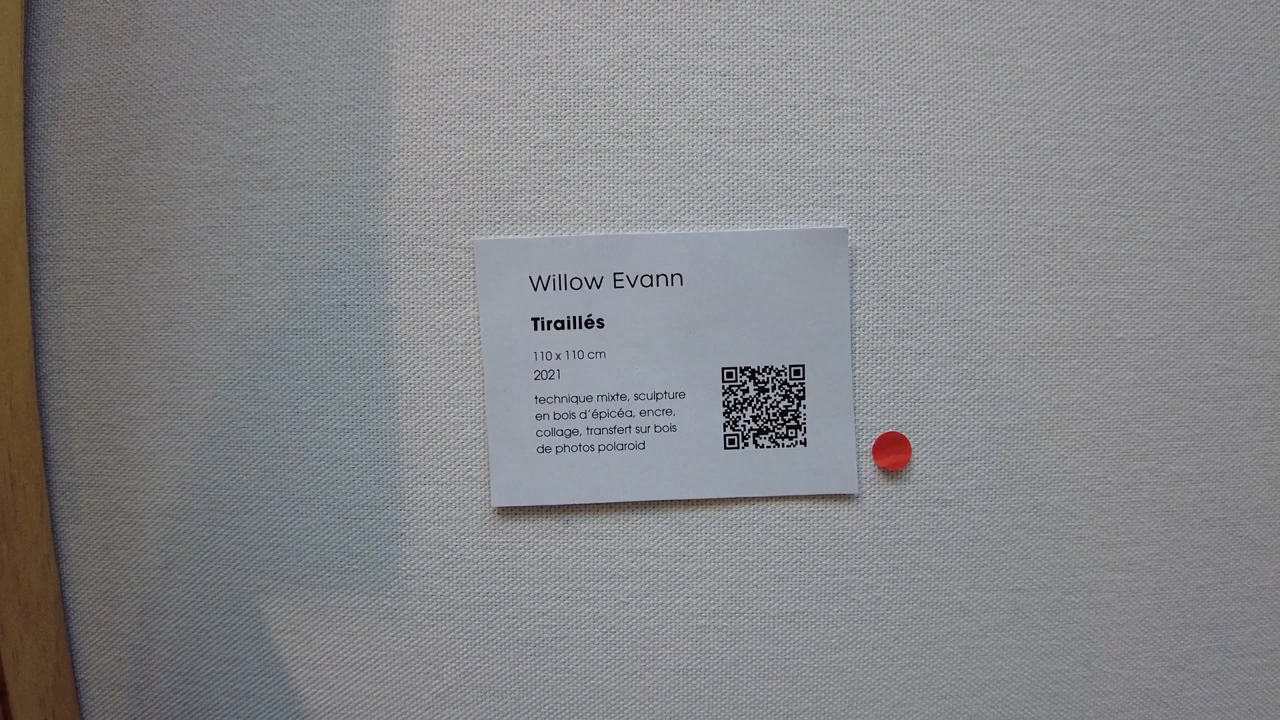 Willow Evann
Tiraillés
110 x 110 cm
2021
technique mixte, sculpture
en bois d'épicéa, encre,
collage, transfert sur bois
de photos polaroid